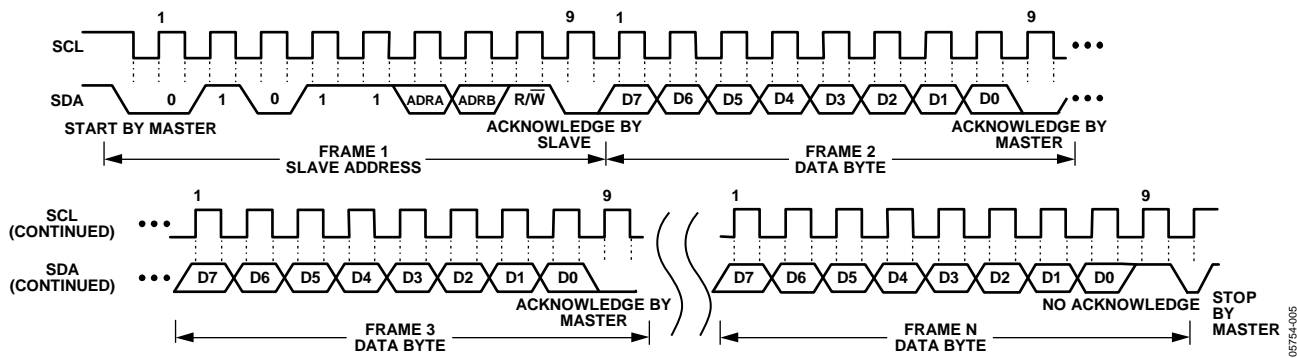 1 9 1 9
SCL
SDA 0 1 0 1 1 ADRA ADRB R/W̅ D7 D6 D5 D4 D3 D2 D1 D0
START BY MASTER
ACKNOWLEDGE BY
SLAVE
ACKNOWLEDGE BY
MASTER
FRAME 1
SLAVE ADDRESS
FRAME 2
DATA BYTE
1 9 1 9
SCL
(CONTINUED)
SDA
(CONTINUED)
D7 D6 D5 D4 D3 D2 D1 D0 D7 D6 D5 D4 D3 D2 D1 D0
ACKNOWLEDGE BY
MASTER
NO ACKNOWLEDGE
STOP
BY
MASTER
FRAME 3
DATA BYTE
FRAME N
DATA BYTE
05754-005